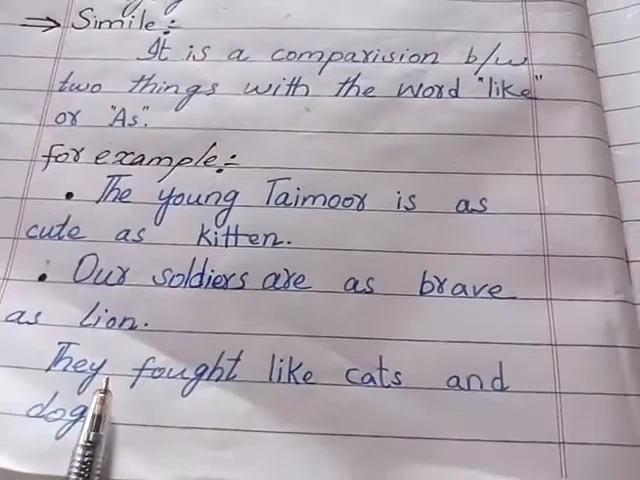 → Simile:-
It is a comparision b/w
two things with the word "like"
or "As".
for example:-
• The young Taimoor is as
cute as kitten.
• Our soldiers are as brave
as Lion.
They fought like cats and
dog